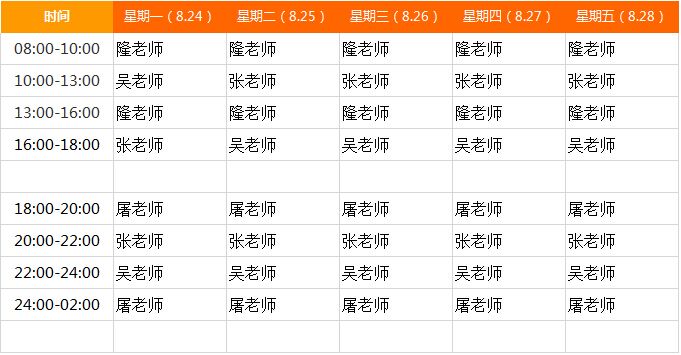 时间 星期一（8.24） 星期二（8.25） 星期三（8.26） 星期四（8.27） 星期五（8.28）
08:00-10:00 隆老师 隆老师 隆老师 隆老师 隆老师
10:00-13:00 吴老师 张老师 张老师 张老师 张老师
13:00-16:00 隆老师 隆老师 隆老师 隆老师 隆老师
16:00-18:00 张老师 吴老师 吴老师 吴老师 吴老师
18:00-20:00 屠老师 屠老师 屠老师 屠老师 屠老师
20:00-22:00 张老师 张老师 张老师 张老师 张老师
22:00-24:00 吴老师 吴老师 吴老师 吴老师 吴老师
24:00-02:00 屠老师 屠老师 屠老师 屠老师 屠老师